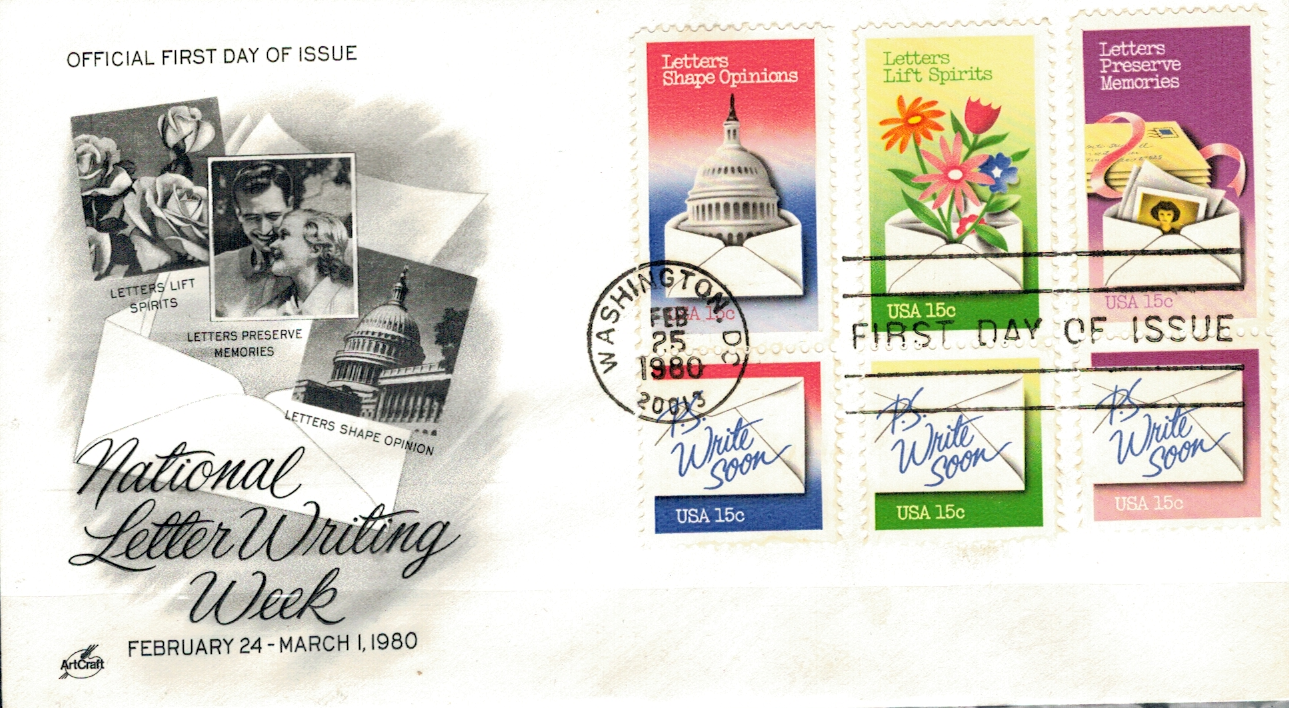 OFFICIAL FIRST DAY OF ISSUE
LETTERS LIFT
SPIRITS
LETTERS PRESERVE
MEMORIES
LETTERS SHAPE OPINION
National
Letter Writing
Week
FEBRUARY 24 - MARCH 1, 1980
ArtCraft
Letters
Shape Opinions
USA 15c
Letters
Lift Spirits
USA 15c
Letters
Preserve
Memories
USA 15c
WASHINGTON, DC
FEB
25
1980
20013
FIRST DAY OF ISSUE
P.S.
Write
Soon
USA 15c
P.S.
Write
Soon
USA 15c
P.S.
Write
Soon
USA 15c